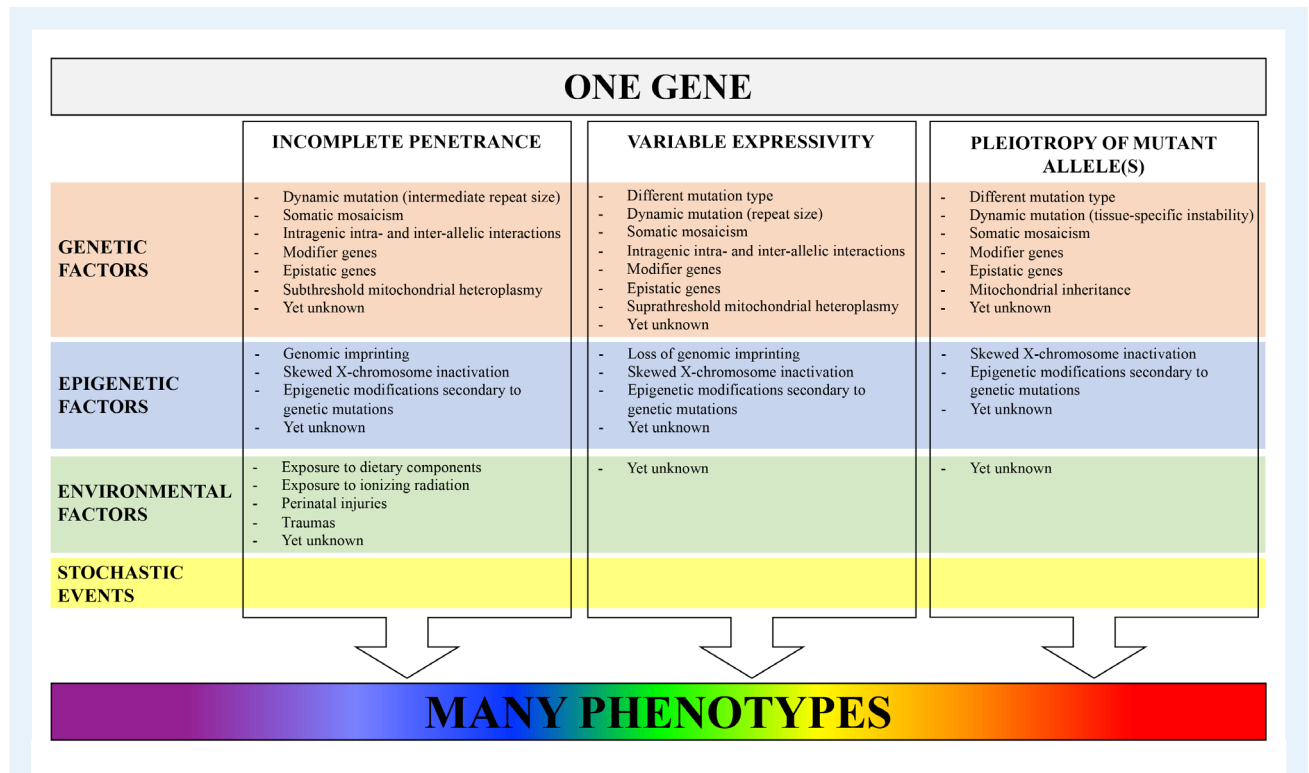 ONE GENE
INCOMPLETE PENETRANCE
VARIABLE EXPRESSIVITY
PLEIOTROPY OF MUTANT
ALLELE(S)
GENETIC
FACTORS
- Dynamic mutation (intermediate repeat size)
- Somatic mosaicism
- Intragenic intra- and inter-allelic interactions
- Modifier genes
- Epistatic genes
- Subthreshold mitochondrial heteroplasmy
- Yet unknown
- Different mutation type
- Dynamic mutation (repeat size)
- Somatic mosaicism
- Intragenic intra- and inter-allelic interactions
- Modifier genes
- Epistatic genes
- Suprathreshold mitochondrial heteroplasmy
- Yet unknown
- Different mutation type
- Dynamic mutation (tissue-specific instability)
- Somatic mosaicism
- Modifier genes
- Epistatic genes
- Mitochondrial inheritance
- Yet unknown
EPIGENETIC
FACTORS
- Genomic imprinting
- Skewed X-chromosome inactivation
- Epigenetic modifications secondary to
genetic mutations
- Yet unknown
- Loss of genomic imprinting
- Skewed X-chromosome inactivation
- Epigenetic modifications secondary to
genetic mutations
- Yet unknown
- Skewed X-chromosome inactivation
- Epigenetic modifications secondary to
genetic mutations
- Yet unknown
ENVIRONMENTAL
FACTORS
- Exposure to dietary components
- Exposure to ionizing radiation
- Perinatal injuries
- Traumas
- Yet unknown
- Yet unknown
- Yet unknown
STOCHASTIC
EVENTS
MANY PHENOTYPES